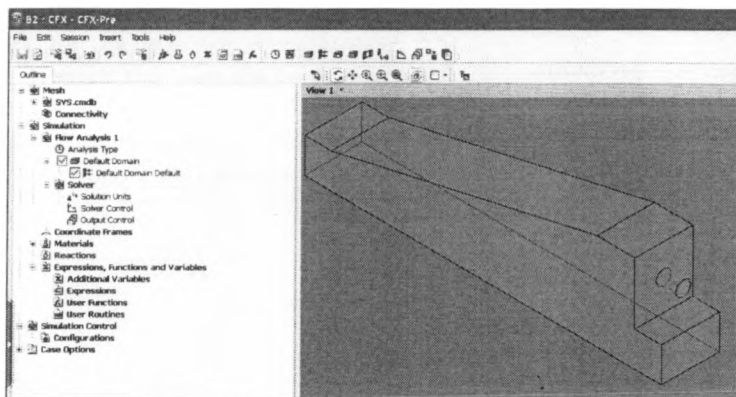 B2 : CFX - CFX-Pre
File Edit Session Insert Tools Help
Outline
Mesh
SYS.cmdb
Connectivity
Simulation
Flow Analysis 1
Analysis Type
Default Domain
Default Domain Default
Solver
Solution Units
Solver Control
Output Control
Coordinate Frames
Materials
Reactions
Expressions, Functions and Variables
Additional Variables
Expressions
User Functions
User Routines
Simulation Control
Configurations
Case Options
View 1